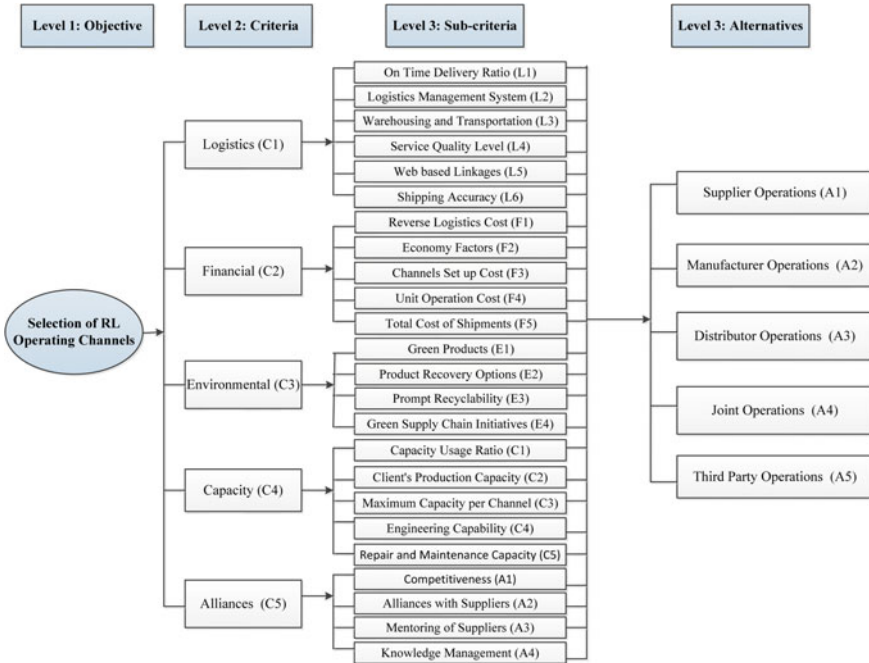 Level 1: Objective
Level 2: Criteria
Level 3: Sub-criteria
Level 3: Alternatives
Selection of RL
Operating Channels
Logistics (C1)
Financial (C2)
Environmental (C3)
Capacity (C4)
Alliances (C5)
On Time Delivery Ratio (L1)
Logistics Management System (L2)
Warehousing and Transportation (L3)
Service Quality Level (L4)
Web based Linkages (L5)
Shipping Accuracy (L6)
Reverse Logistics Cost (F1)
Economy Factors (F2)
Channels Set up Cost (F3)
Unit Operation Cost (F4)
Total Cost of Shipments (F5)
Green Products (E1)
Product Recovery Options (E2)
Prompt Recyclability (E3)
Green Supply Chain Initiatives (E4)
Capacity Usage Ratio (C1)
Client's Production Capacity (C2)
Maximum Capacity per Channel (C3)
Engineering Capability (C4)
Repair and Maintenance Capacity (C5)
Competitiveness (A1)
Alliances with Suppliers (A2)
Mentoring of Suppliers (A3)
Knowledge Management (A4)
Supplier Operations (A1)
Manufacturer Operations (A2)
Distributor Operations (A3)
Joint Operations (A4)
Third Party Operations (A5)